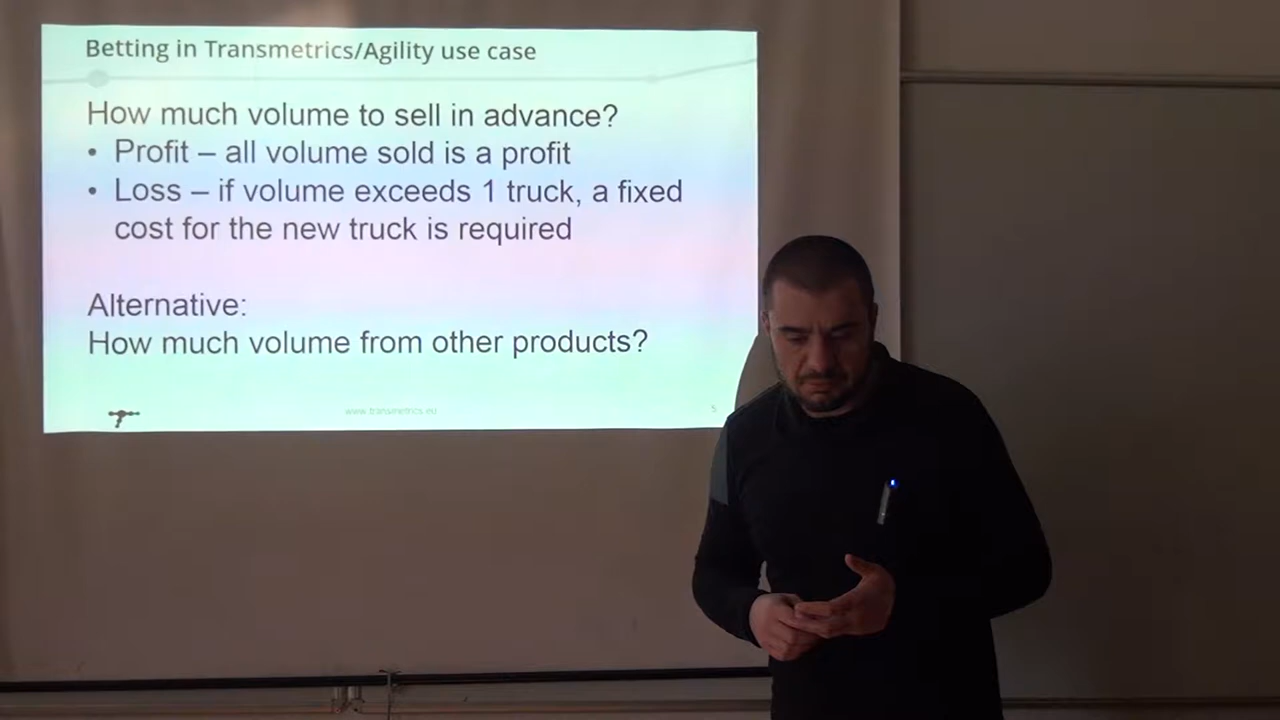 Betting in Transmetrics/Agility use case
How much volume to sell in advance?
• Profit – all volume sold is a profit
• Loss – if volume exceeds 1 truck, a fixed
cost for the new truck is required
Alternative:
How much volume from other products?
www.transmetrics.eu
5